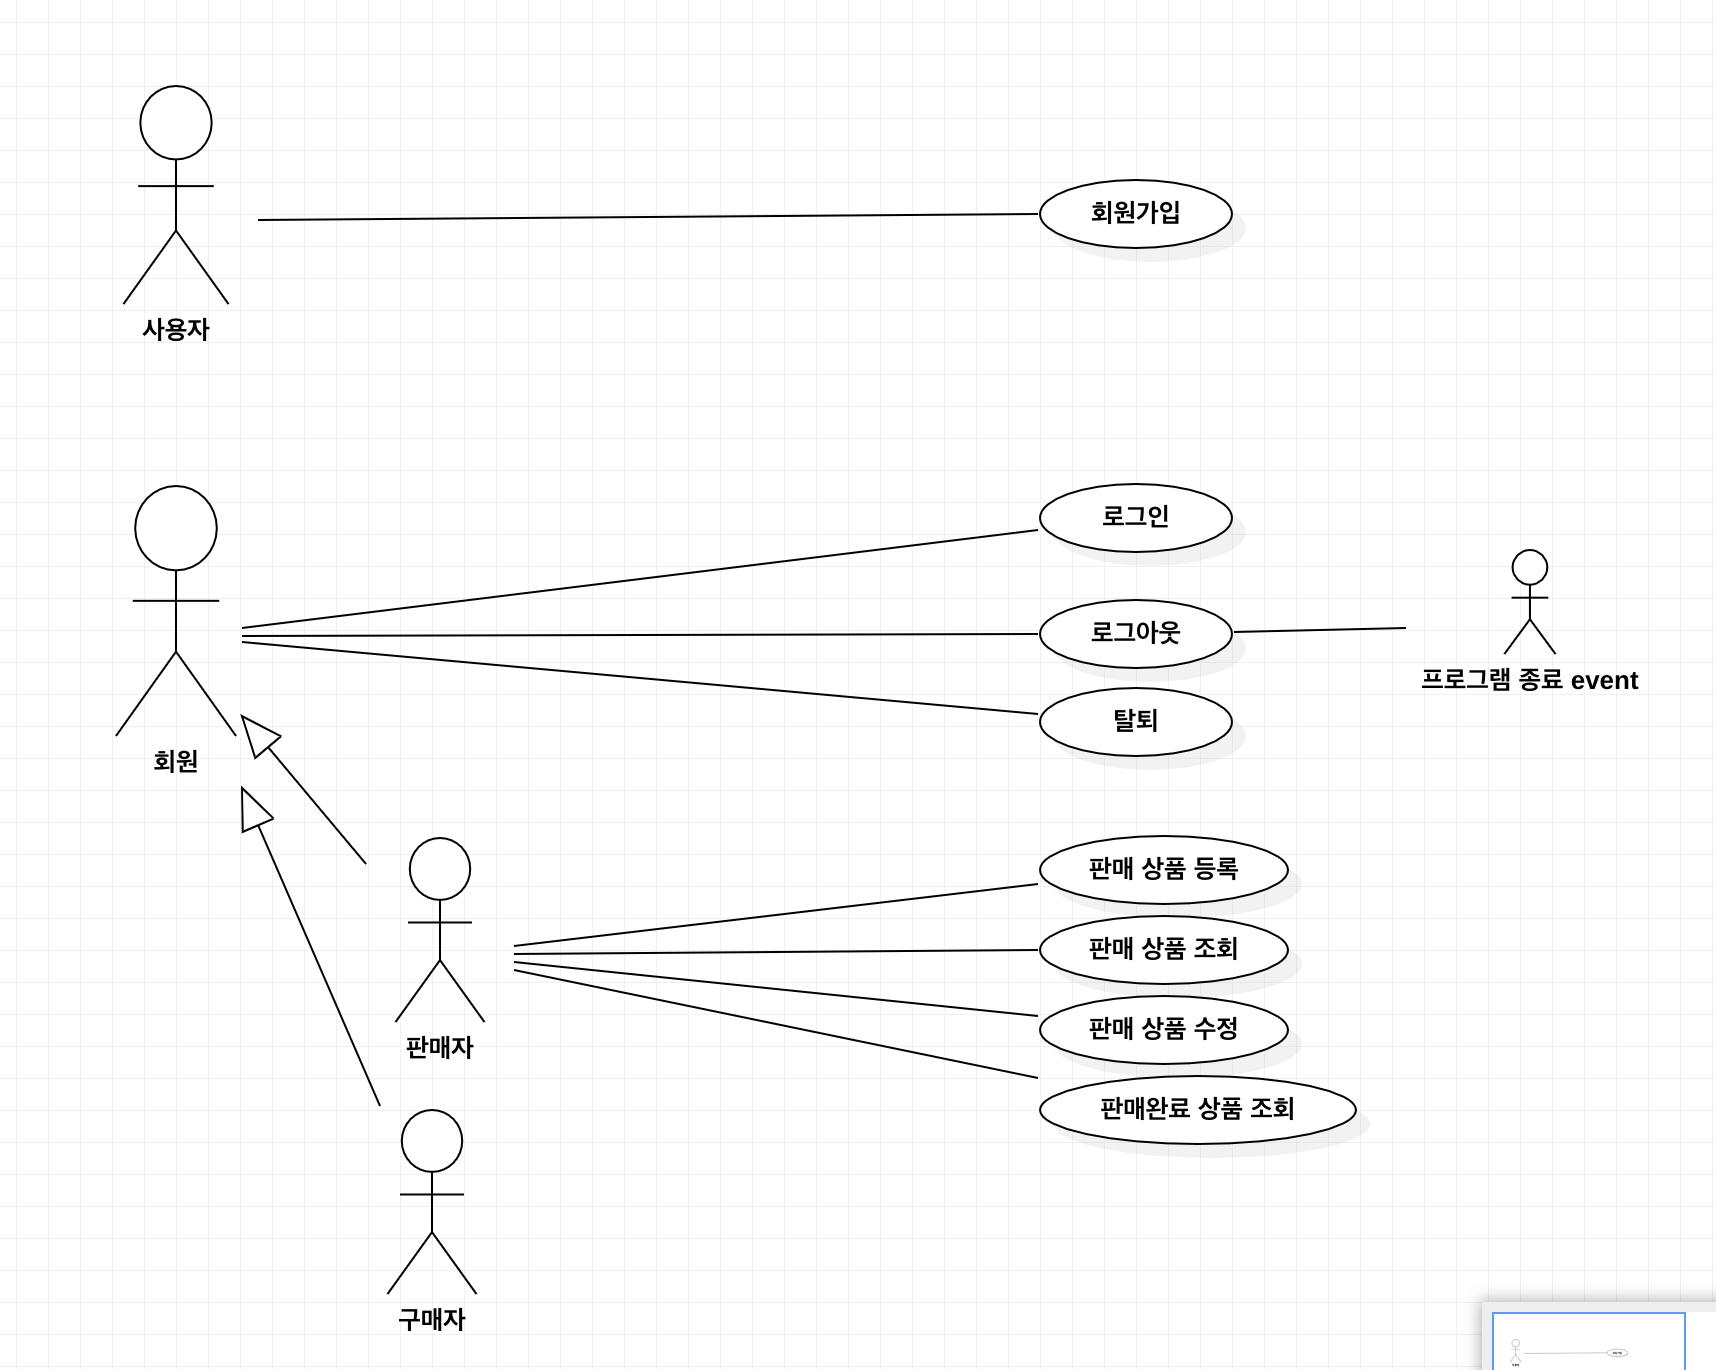 회원가입
사용자
로그인
로그아웃
프로그램 종료 event
탈퇴
회원
판매 상품 등록
판매 상품 조회
판매 상품 수정
판매자
판매완료 상품 조회
구매자